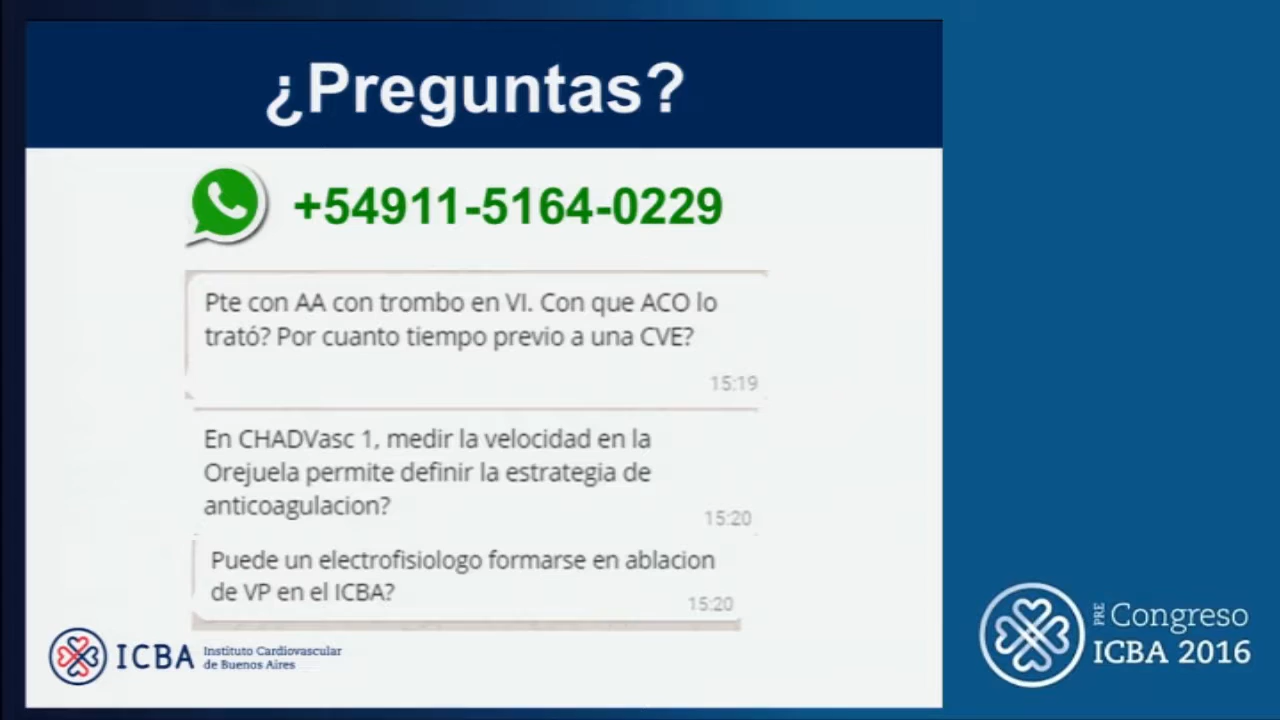 ¿Preguntas?
+54911-5164-0229
Pte con AA con trombo en VI. Con que ACO lo
trató? Por cuanto tiempo previo a una CVE?
15:19
En CHADVasc 1, medir la velocidad en la
Orejuela permite definir la estrategia de
anticoagulacion?
15:20
Puede un electrofisiologo formarse en ablacion
de VP en el ICBA?
15:20
ICBA
Instituto Cardiovascular
de Buenos Aires
PRE
Congreso
ICBA 2016